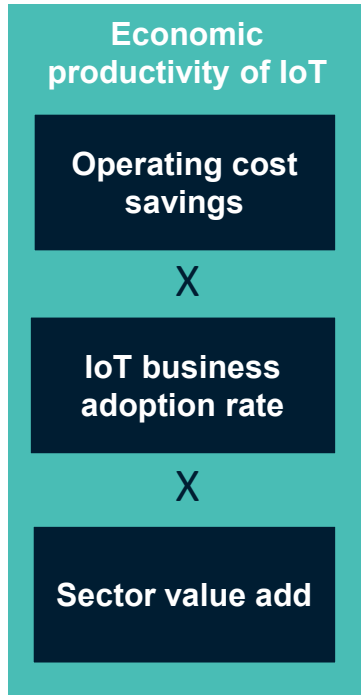 Economic
productivity of IoT
Operating cost
savings
X
IoT business
adoption rate
X
Sector value add